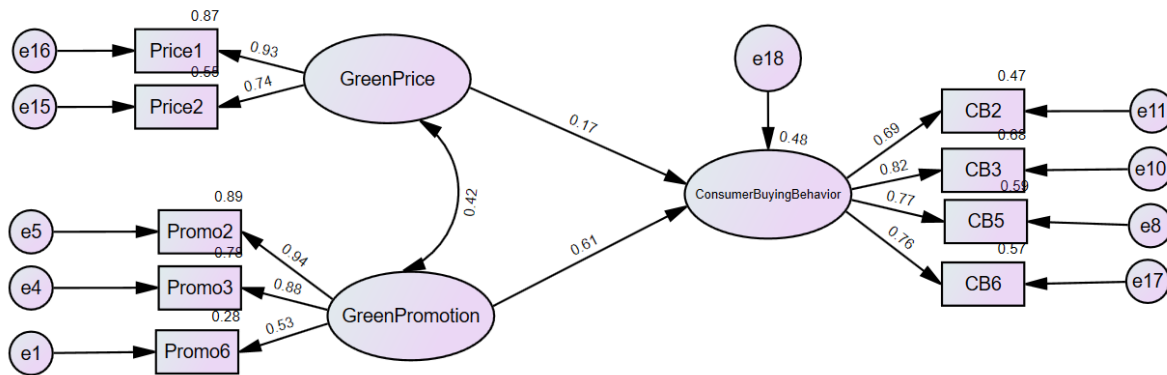 0.87
e16
Price1
0.93
GreenPrice
e18
0.55
e15
Price2
0.74
0.47
CB2
e11
0.17
0.48
0.69
0.68
CB3
e10
0.82
ConsumerBuyingBehavior
0.59
CB5
e8
0.77
0.42
0.89
e5
Promo2
0.94
0.61
0.76
0.57
CB6
e17
0.78
e4
Promo3
0.88
GreenPromotion
0.28
e1
Promo6
0.53